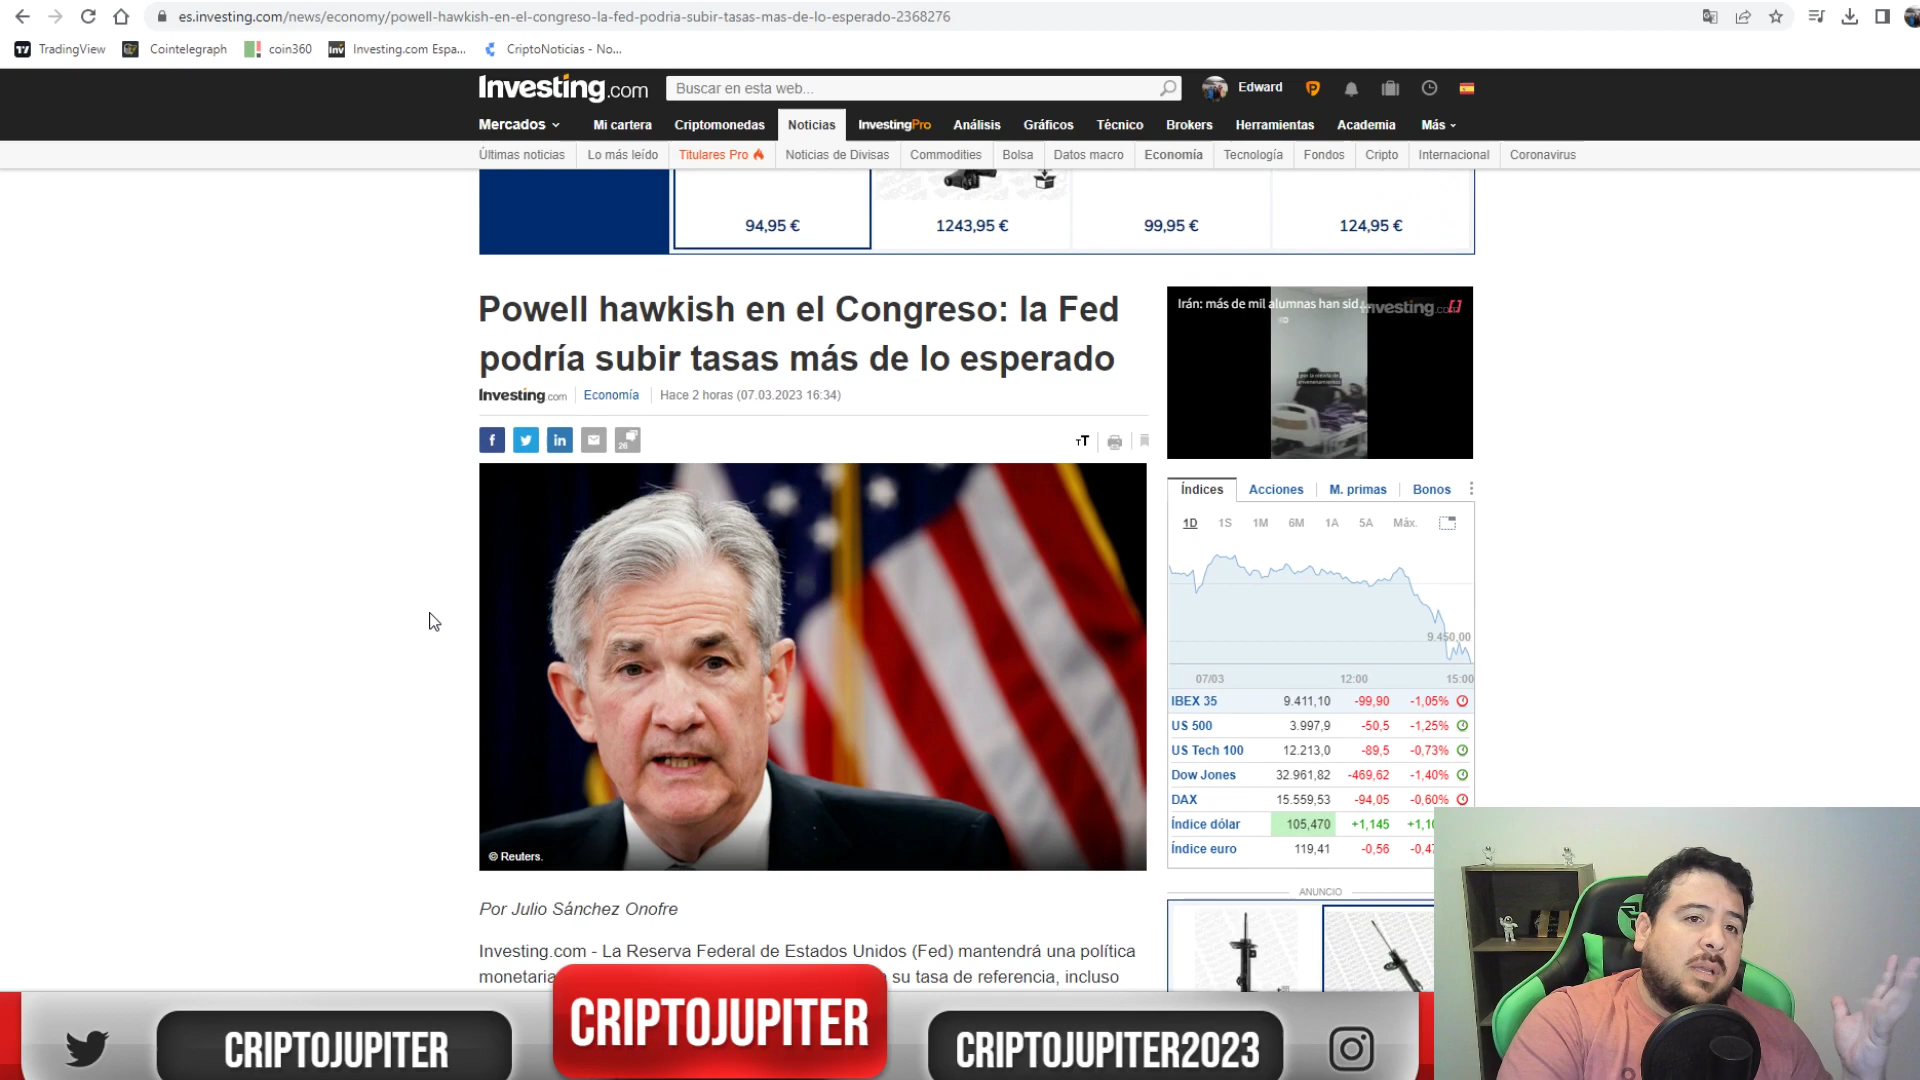 es.investing.com/news/economy/powell-hawkish-en-el-congreso-la-fed-podria-subir-tasas-mas-de-lo-esperado-2368276
TradingView Cointelegraph coin360 Inv Investing.com Espa... CriptoNoticias - No...
Investing.com Buscar en esta web... Edward
Mercados Mi cartera Criptomonedas Noticias InvestingPro Análisis Gráficos Técnico Brokers Herramientas Academia Más
Últimas noticias Lo más leído Titulares Pro Noticias de Divisas Commodities Bolsa Datos macro Economía Tecnología Fondos Cripto Internacional Coronavirus
94,95 € 1243,95 € 99,95 € 124,95 €
Powell hawkish en el Congreso: la Fed
podría subir tasas más de lo esperado
Investing.com Economía Hace 2 horas (07.03.2023 16:34)
26
© Reuters.
Por Julio Sánchez Onofre
Investing.com - La Reserva Federal de Estados Unidos (Fed) mantendrá una política
monetaria su tasa de referencia, incluso
Irán: más de mil alumnas han sid...
Investing.com
Índices Acciones M. primas Bonos
1D 1S 1M 6M 1A 5A Máx.
9.450,00
07/03 12:00 15:00
IBEX 35 9.411,10 -99,90 -1,05%
US 500 3.997,9 -50,5 -1,25%
US Tech 100 12.213,0 -89,5 -0,73%
Dow Jones 32.961,82 -469,62 -1,40%
DAX 15.559,53 -94,05 -0,60%
Índice dólar 105,470 +1,145 +1,10
Índice euro 119,41 -0,56 -0,47
ANUNCIO
CRIPTOJUPITER
CRIPTOJUPITER
CRIPTOJUPITER2023